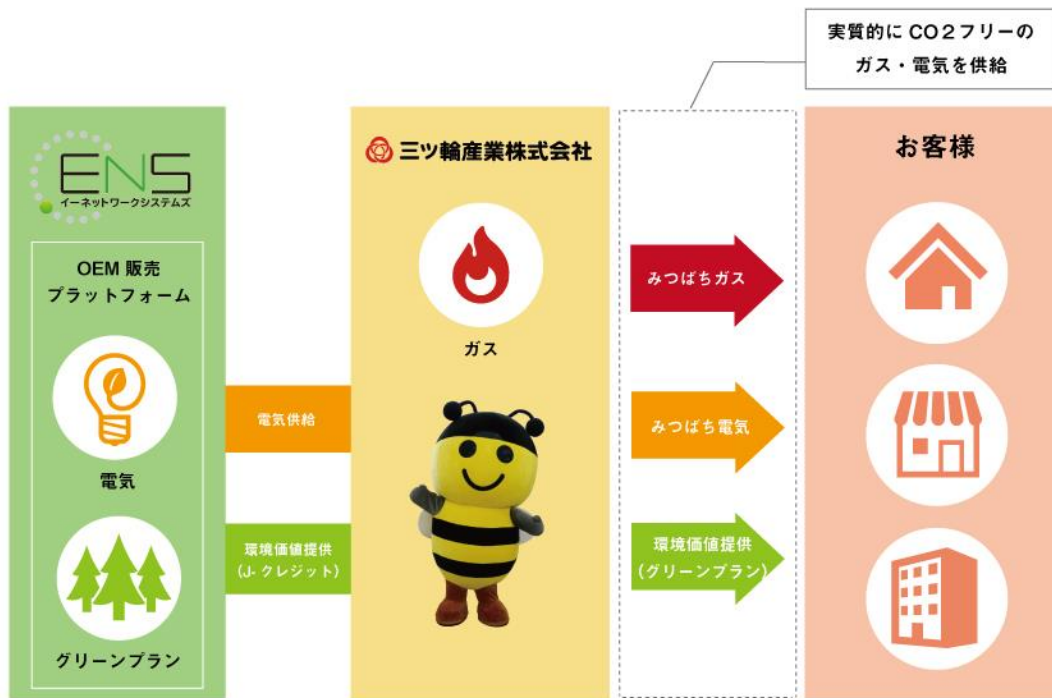 実質的にCO2フリーの
ガス・電気を供給
ENS
イーネットワークシステムズ
OEM 販売
プラットフォーム
電気
グリーンプラン
電気供給
環境価値提供
(J-クレジット)
三ツ輪産業株式会社
ガス
みつばちガス
みつばち電気
環境価値提供
(グリーンプラン)
お客様